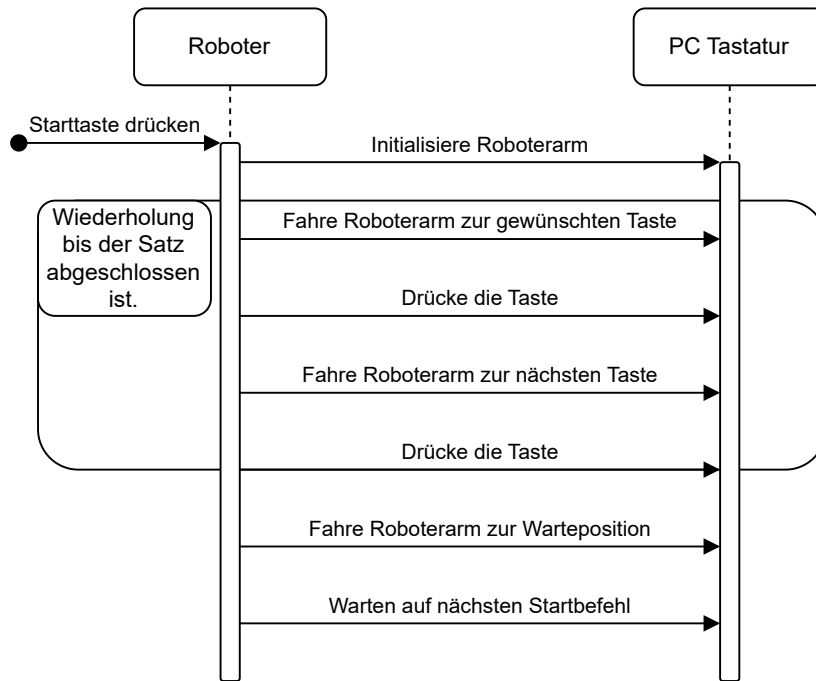 Roboter
PC Tastatur
Starttaste drücken
Initialisiere Roboterarm
Wiederholung
bis der Satz
abgeschlossen
ist.
Fahre Roboterarm zur gewünschten Taste
Drücke die Taste
Fahre Roboterarm zur nächsten Taste
Drücke die Taste
Fahre Roboterarm zur Warteposition
Warten auf nächsten Startbefehl